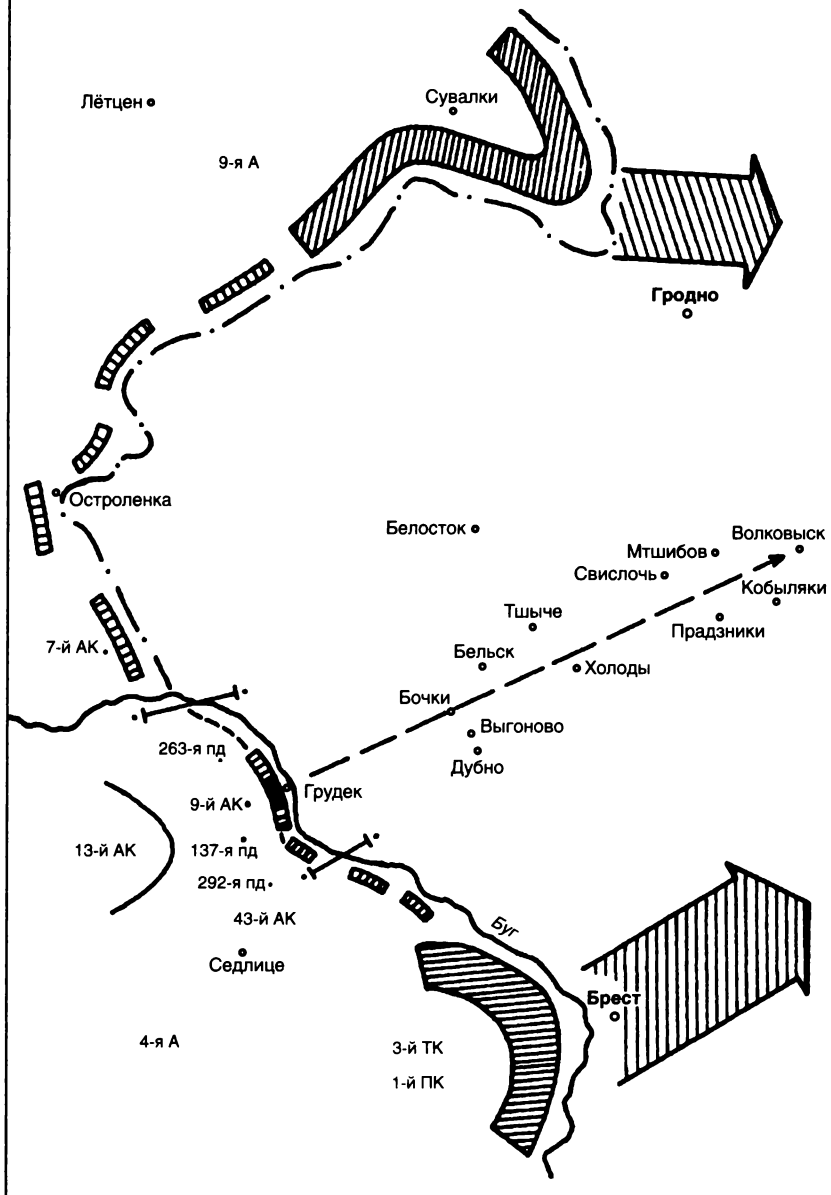 Лётцен
Сувалки
9-я А
Гродно
Остроленка
Белосток
Волковыск
Мтшибов
Свислочь
Кобыляки
Тшыче
Прадзники
7-й АК
Бельск
Холоды
Бочки
Выгоново
263-я пд
Дубно
Грудек
9-й АК
13-й АК
137-я пд
292-я пд
43-й АК
Буг
Седлице
Брест
4-я А
3-й ТК
1-й ПК